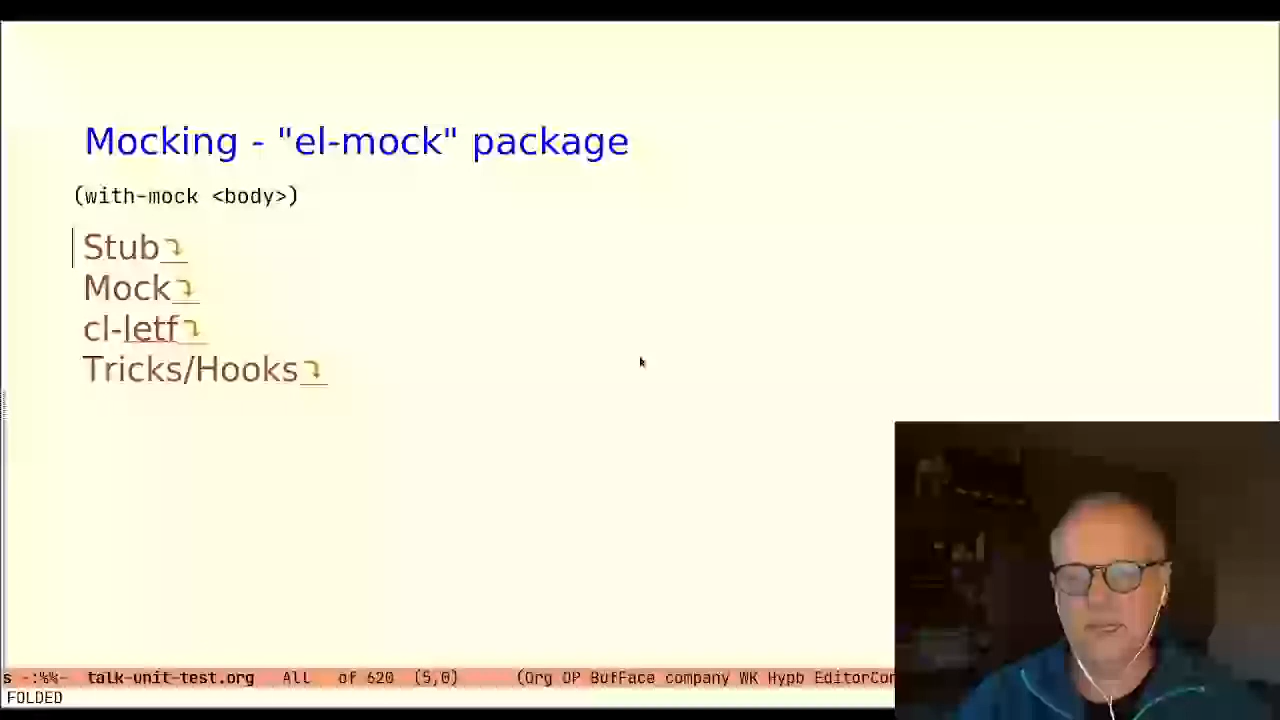 Mocking - "el-mock" package
(with-mock <body>)
Stub
Mock
cl-letf
Tricks/Hooks
s -:%%- talk-unit-test.org All of 620 (5,0) (Org OP BufFace company WK Hypb EditorCon
FOLDED